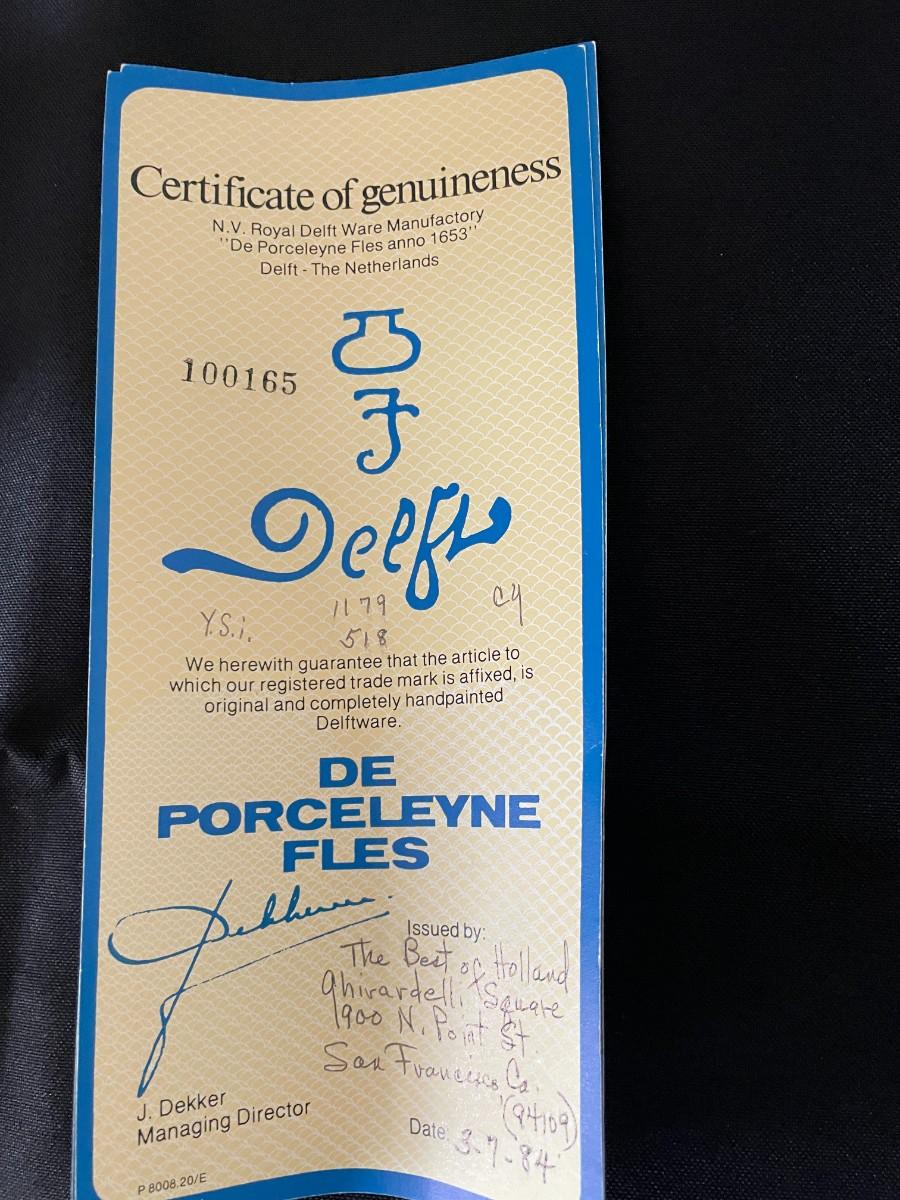 Certificate of genuineness
N.V. Royal Delft Ware Manufactory
''De Porceleyne Fles anno 1653''
Delft - The Netherlands
100165
Delft
Y.S.i. 1179 C4
518
We herewith guarantee that the article to
which our registered trade mark is affixed, is
original and completely handpainted
Delftware.
DE
PORCELEYNE
FLES
Issued by:
The Best of Holland
Ghirardelli Square
1900 N. Point St.
San Francisco Ca.
(94109)
J. Dekker
Managing Director
Date: 3-7-84
P 8008.20/E